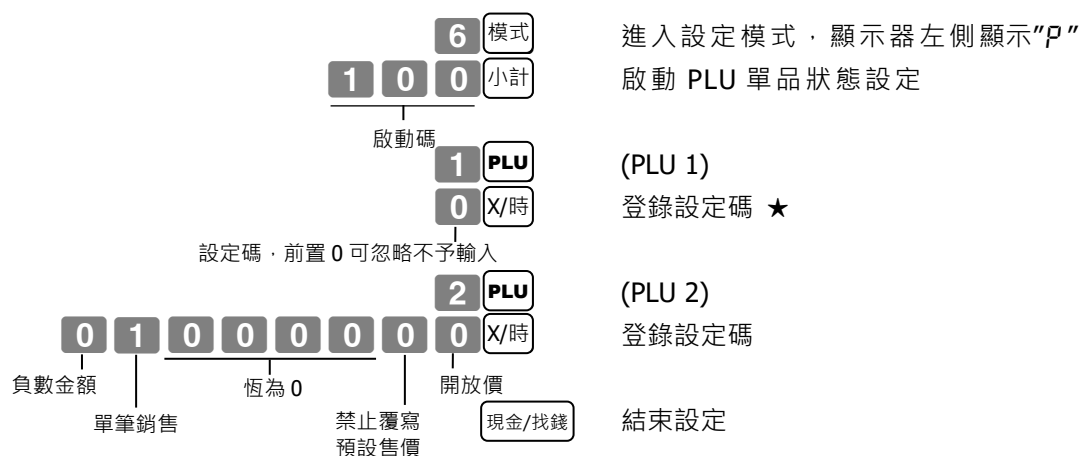 6 模式 進入設定模式，顯示器左側顯示"P"
1 0 0 小計 啟動 PLU 單品狀態設定
啟動碼
1 PLU (PLU 1)
0 X/時 登錄設定碼 ★
設定碼，前置 0 可忽略不予輸入
2 PLU (PLU 2)
0 1 0 0 0 0 0 0 X/時 登錄設定碼
負數金額 恆為 0 開放價
單筆銷售 禁止覆寫 現金/找錢 結束設定
預設售價